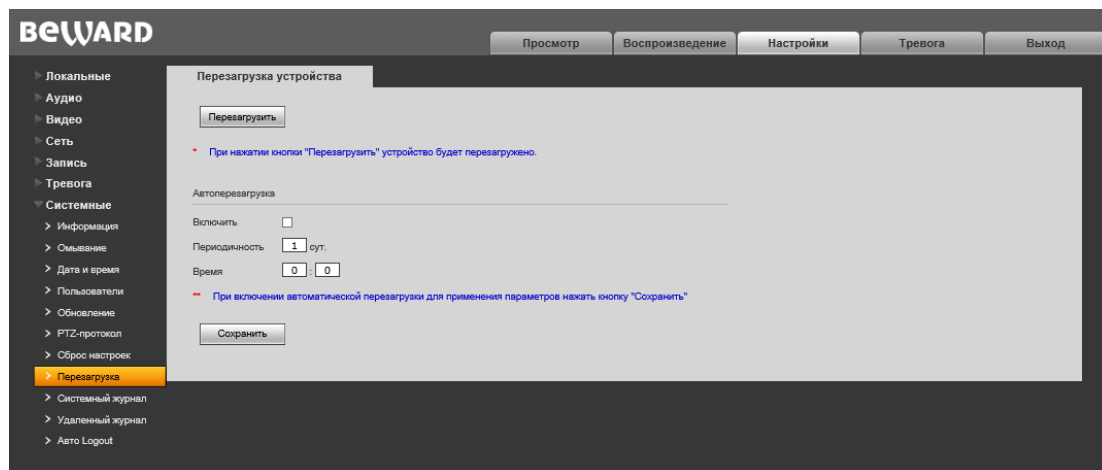 BEWARD
Просмотр
Воспроизведение
Настройки
Тревога
Выход
Локальные
Аудио
Видео
Сеть
Запись
Тревога
Системные
Информация
Омывание
Дата и время
Пользователи
Обновление
PTZ-протокол
Сброс настроек
Перезагрузка
Системный журнал
Удаленный журнал
Авто Logout
Перезагрузка устройства
Перезагрузить
* При нажатии кнопки "Перезагрузить" устройство будет перезагружено.
Автоперезагрузка
Включить
Периодичность 1 сут.
Время 0 : 0
** При включении автоматической перезагрузки для применения параметров нажать кнопку "Сохранить"
Сохранить